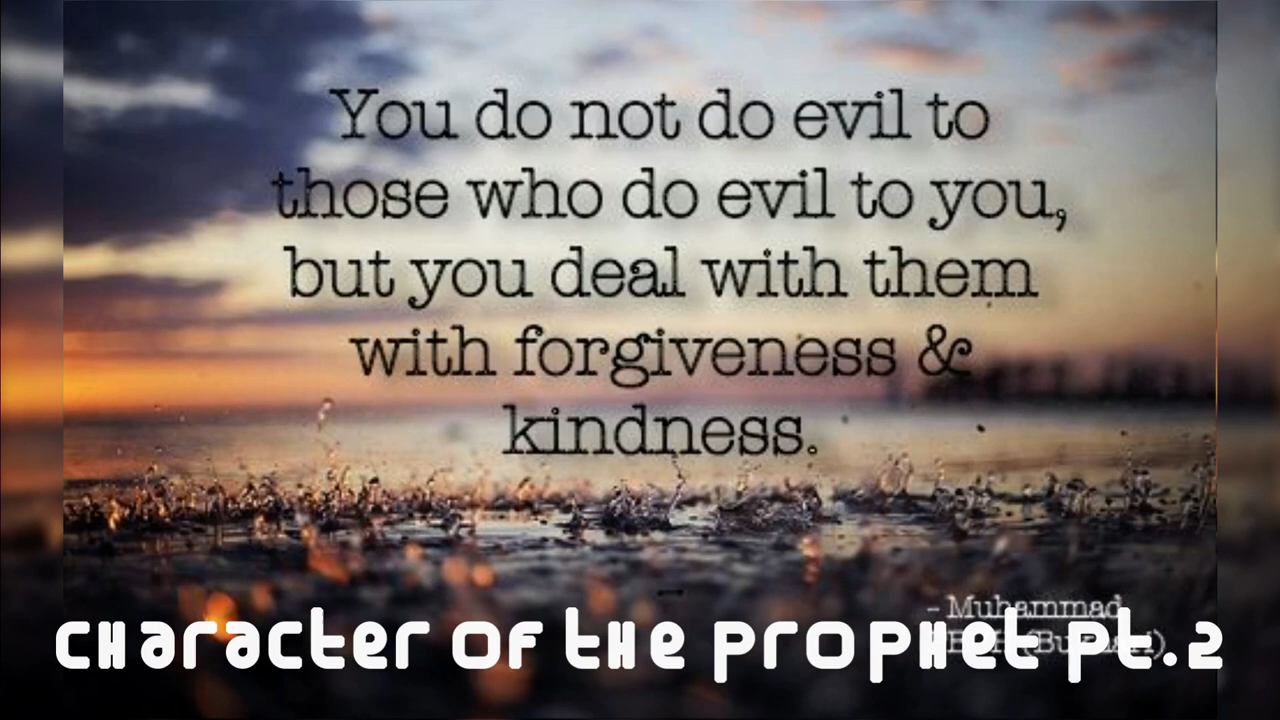 You do not do evil to
those who do evil to you,
but you deal with them
with forgiveness &
kindness.
- Muhammad
CHaracter OF THE PROPHET PT.2